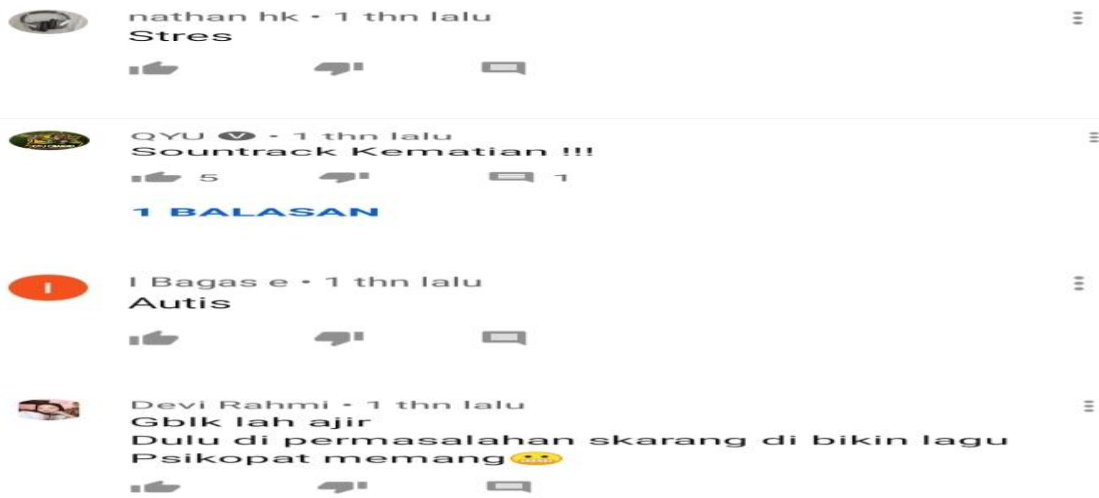 nathan hk • 1 thn lalu
Stres
QYU V • 1 thn lalu
Sountrack Kematian !!!
5 1
1 BALASAN
I
I Bagas e • 1 thn lalu
Autis
Devi Rahmi • 1 thn lalu
Gblk lah ajir
Dulu di permasalahan skarang di bikin lagu
Psikopat memang😬